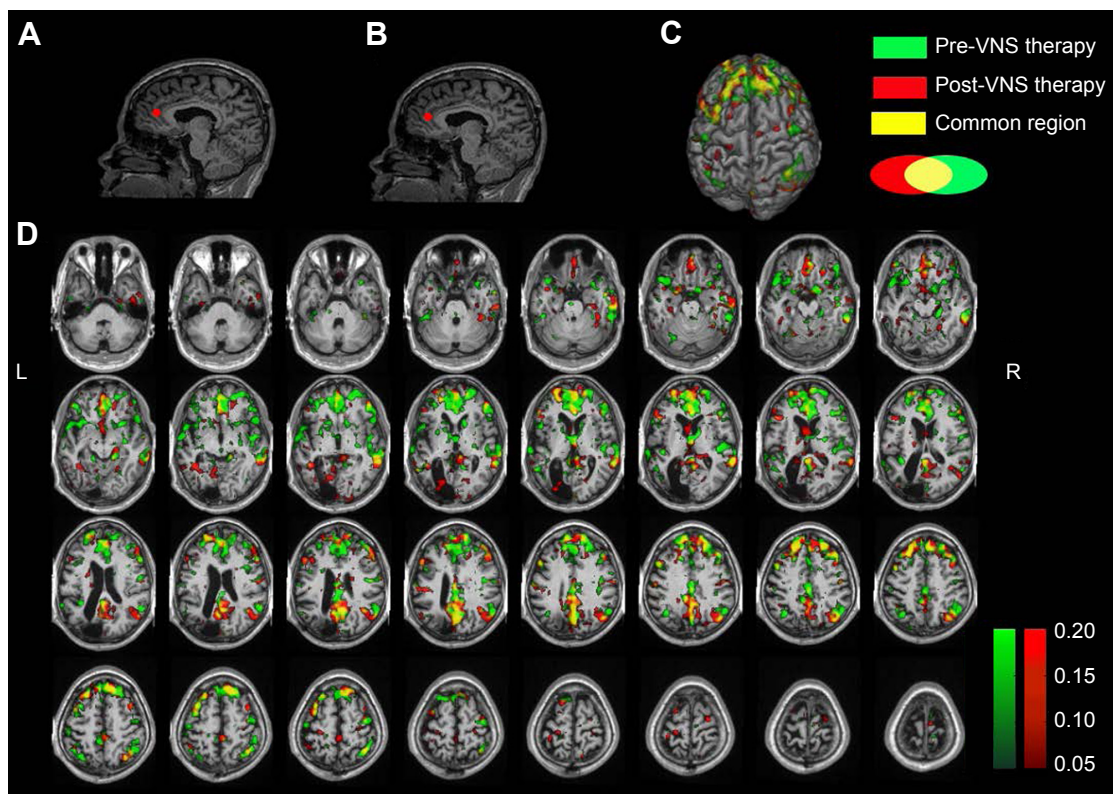 A
B
C
Pre-VNS therapy
Post-VNS therapy
Common region
D
L
R
0.20
0.15
0.10
0.05